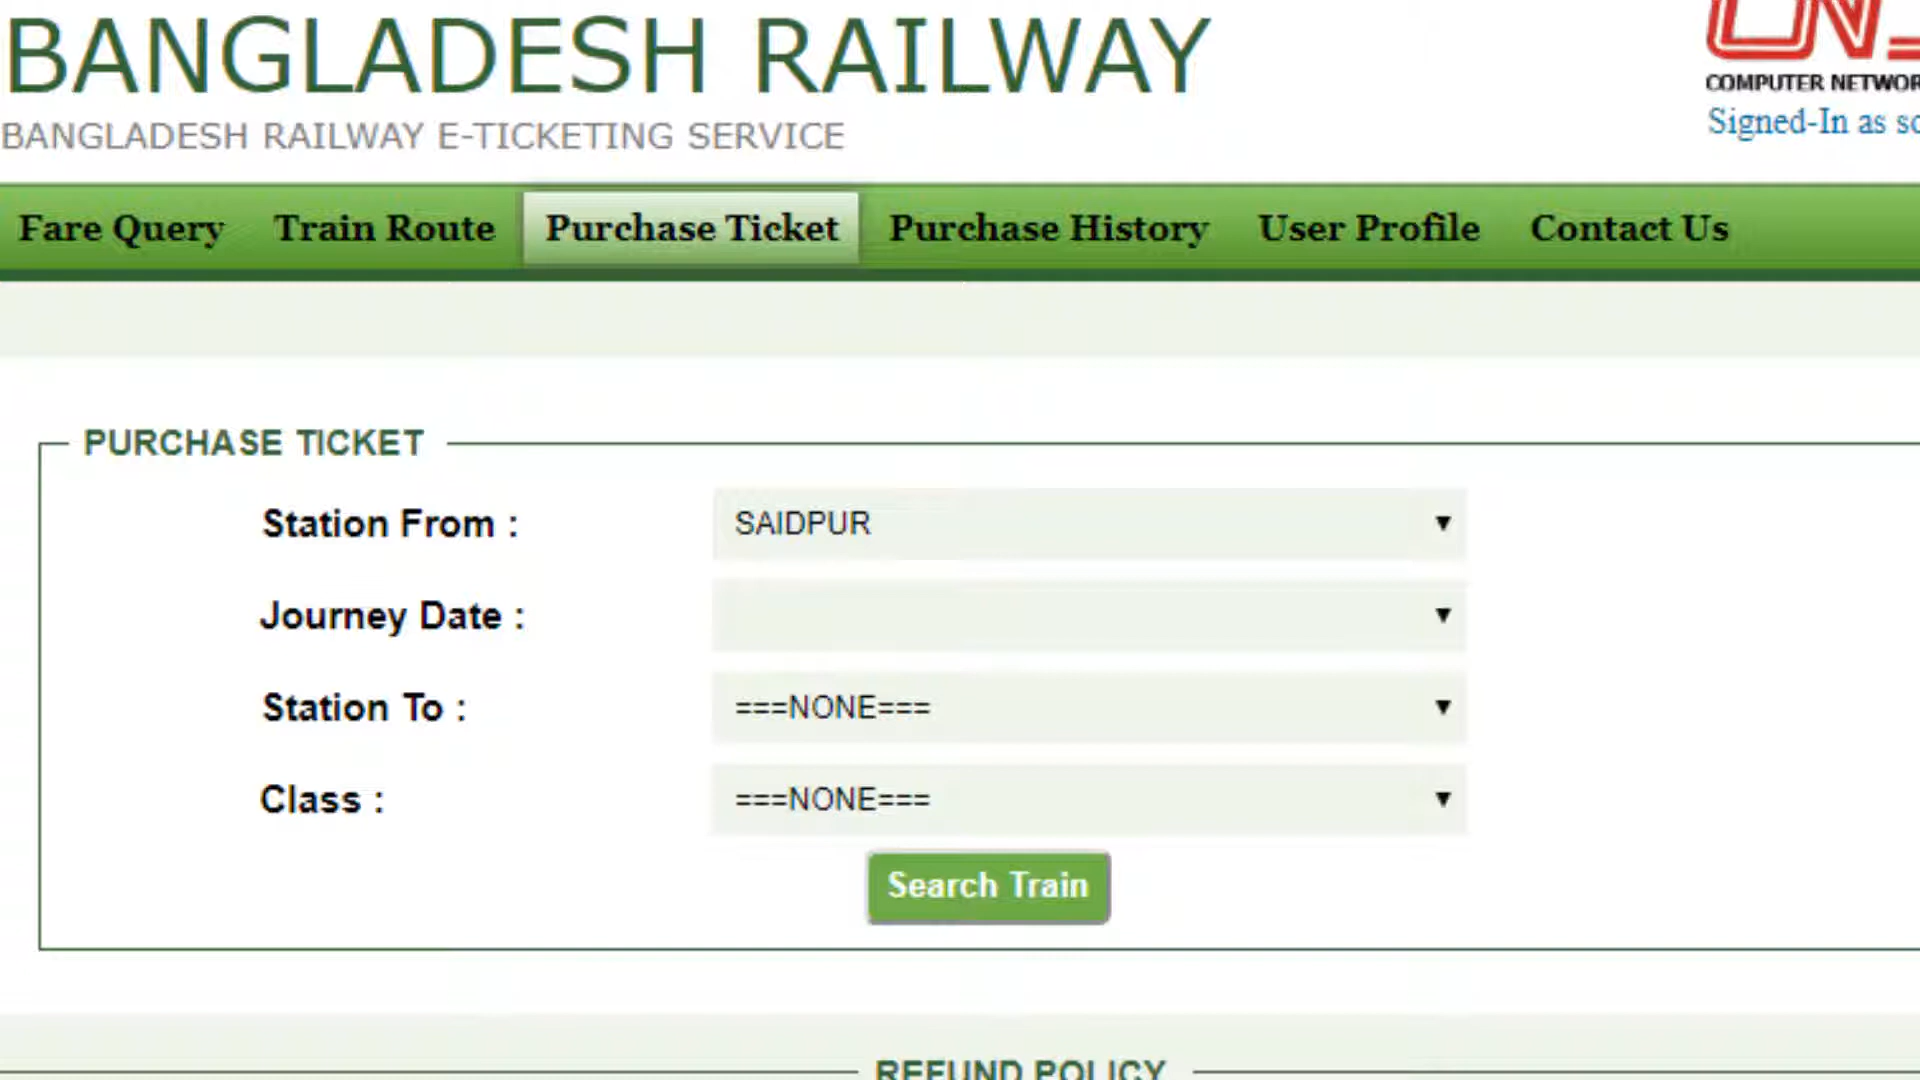 BANGLADESH RAILWAY
COMPUTER NETWOR
BANGLADESH RAILWAY E-TICKETING SERVICE
Signed-In as
Fare Query Train Route Purchase Ticket Purchase History User Profile Contact Us
PURCHASE TICKET
Station From : SAIDPUR
Journey Date :
Station To : ===NONE===
Class : ===NONE===
Search Train
REFUND POLICY